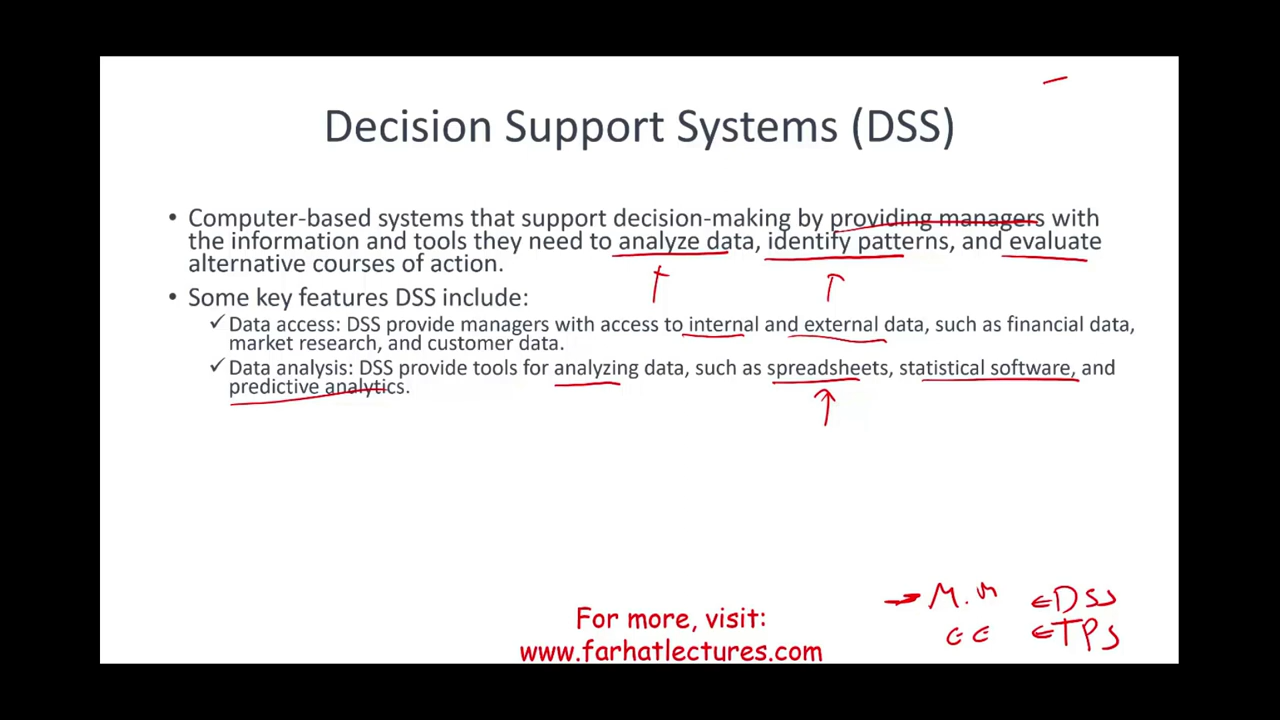 Decision Support Systems (DSS)
• Computer-based systems that support decision-making by providing managers with
the information and tools they need to analyze data, identify patterns, and evaluate
alternative courses of action.
• Some key features DSS include:
✓ Data access: DSS provide managers with access to internal and external data, such as financial data,
market research, and customer data.
✓ Data analysis: DSS provide tools for analyzing data, such as spreadsheets, statistical software, and
predictive analytics.
M.M DSS
TPS
For more, visit:
www.farhatlectures.com